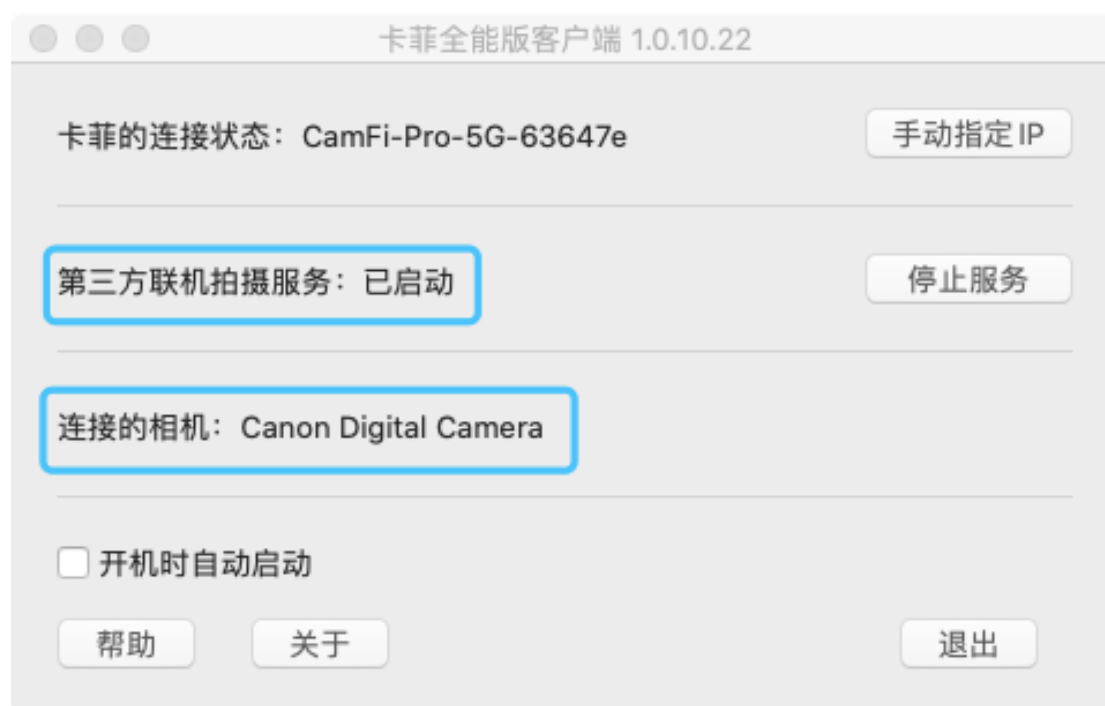 卡菲全能版客户端 1.0.10.22
卡菲的连接状态：CamFi-Pro-5G-63647e
手动指定IP
第三方联机拍摄服务：已启动
停止服务
连接的相机：Canon Digital Camera
开机时自动启动
帮助
关于
退出